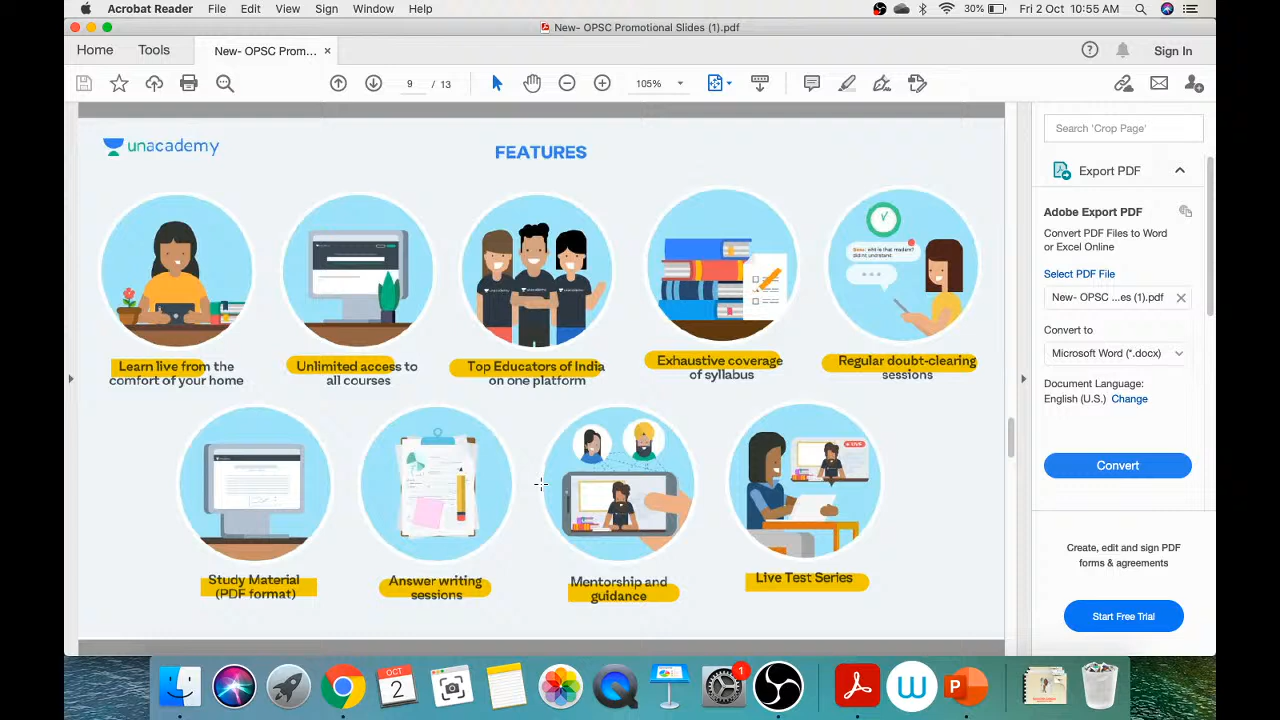 Acrobat Reader File Edit View Sign Window Help 30% Fri 2 Oct 10:55 AM
New- OPSC Promotional Slides (1).pdf
Home Tools New- OPSC Prom... × Sign In
9 / 13 105%
unacademy
FEATURES
Learn live from the
comfort of your home
Unlimited access to
all courses
Top Educators of India
on one platform
Exhaustive coverage
of syllabus
Regular doubt-clearing
sessions
Study Material
(PDF format)
Answer writing
sessions
Mentorship and
guidance
Live Test Series
Search 'Crop Page'
Export PDF
Adobe Export PDF
Convert PDF Files to Word
or Excel Online
Select PDF File
New- OPSC ...es (1).pdf
Convert to
Microsoft Word (*.docx)
Document Language:
English (U.S.) Change
Convert
Create, edit and sign PDF
forms & agreements
Start Free Trial
OCT
2
1
W
P